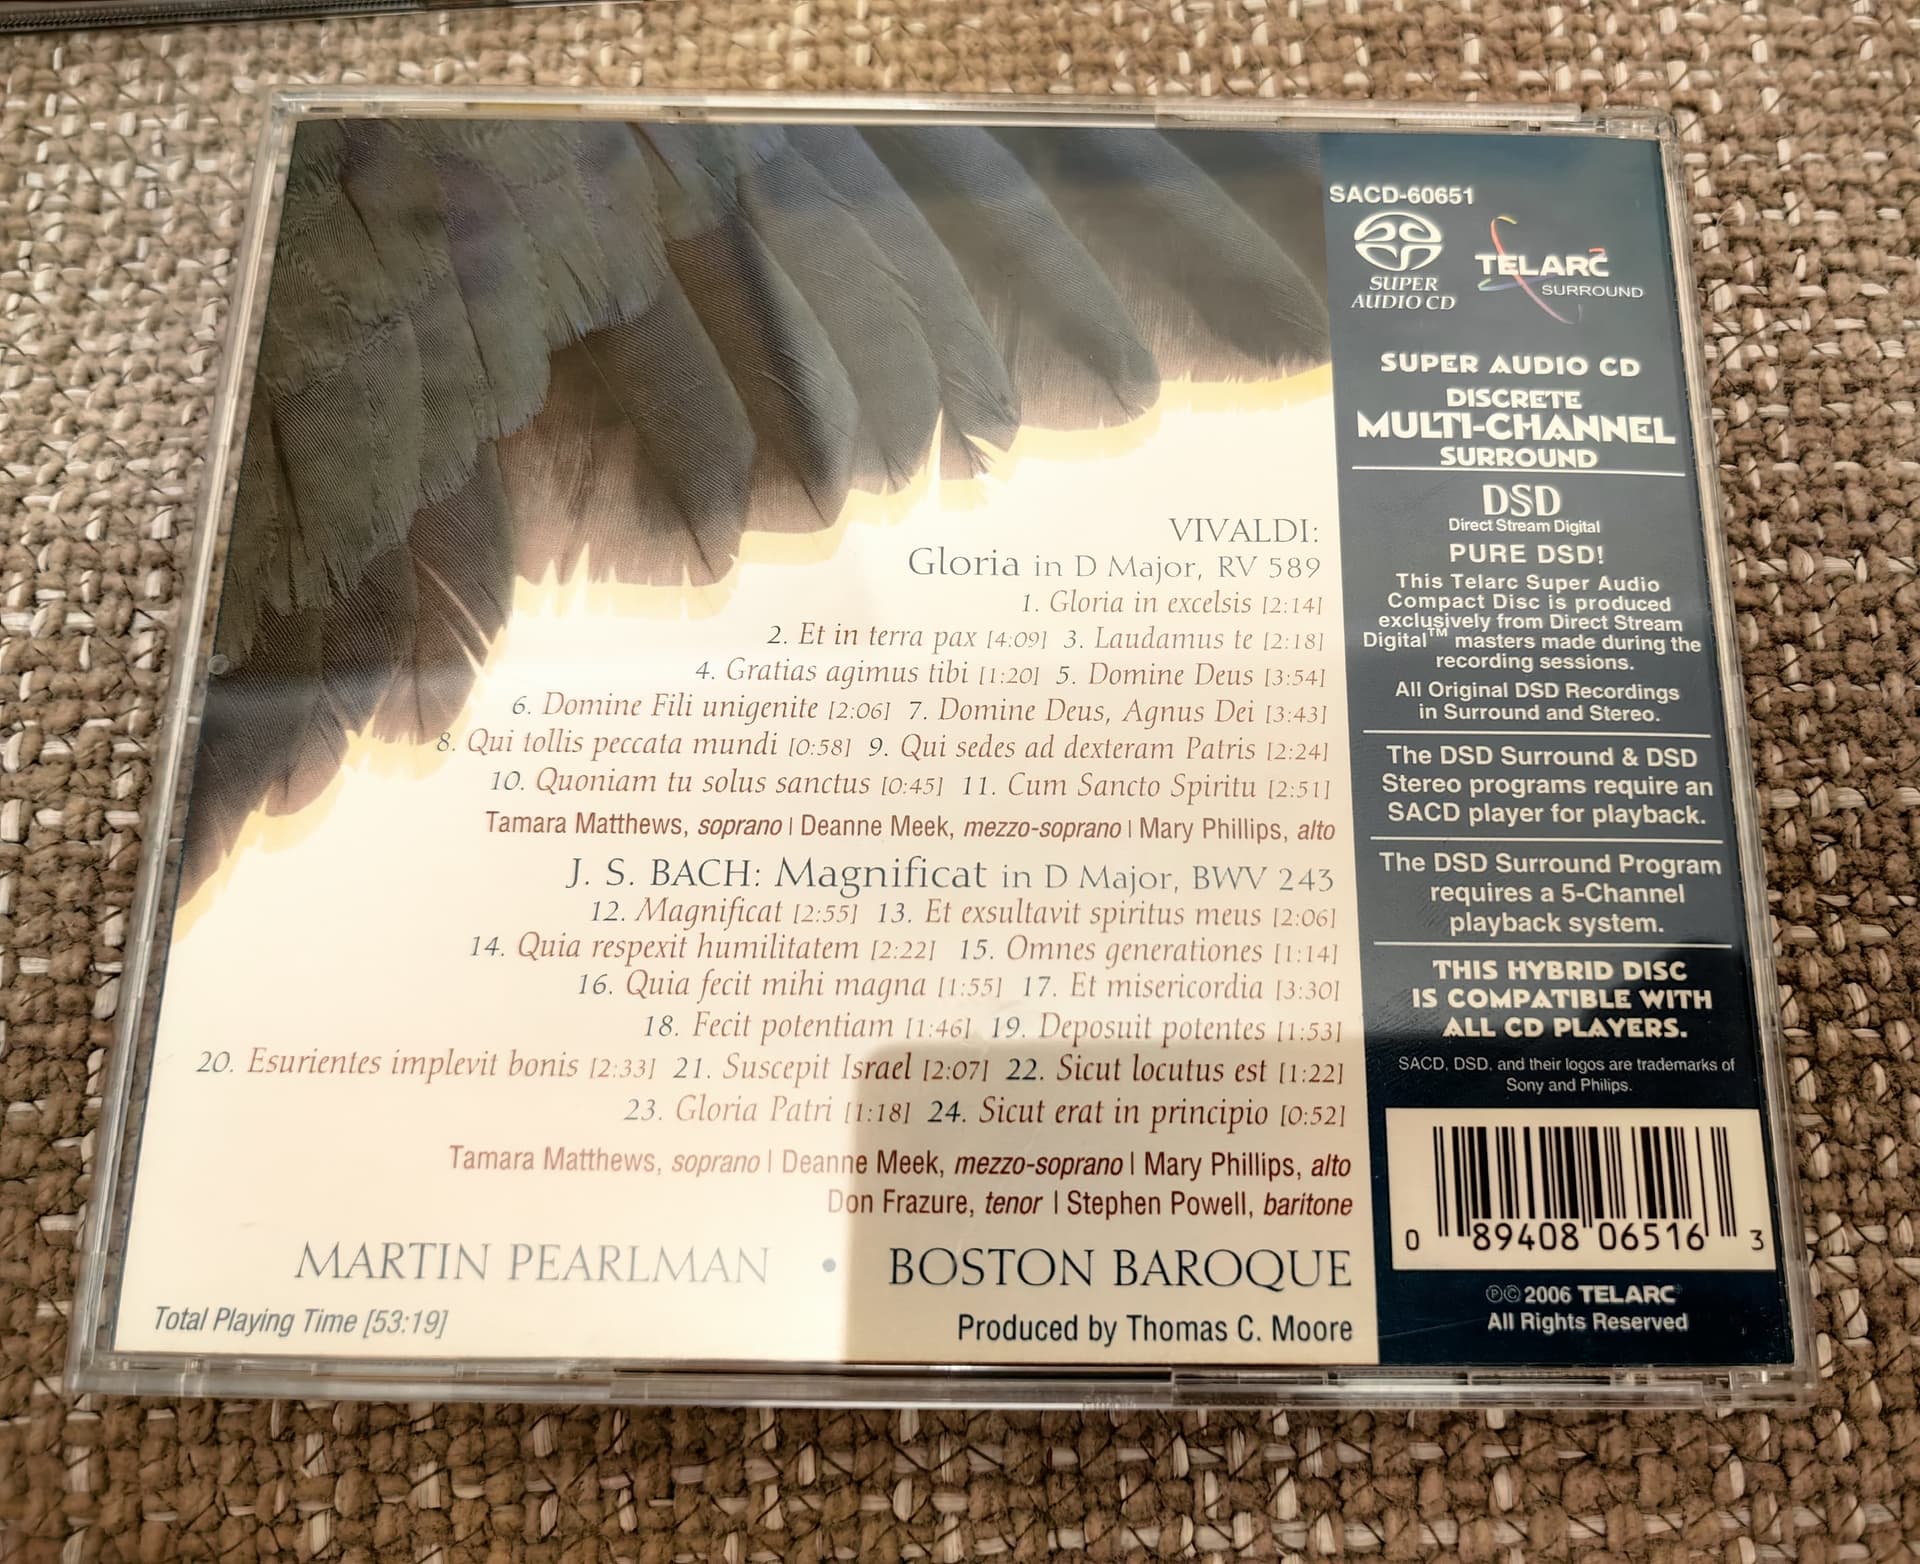 VIVALDI:
Gloria in D Major, RV 589
1. Gloria in excelsis [2:14]
2. Et in terra pax [4:09] 3. Laudamus te [2:18]
4. Gratias agimus tibi [1:20] 5. Domine Deus [3:54]
6. Domine Fili unigenite [2:06] 7. Domine Deus, Agnus Dei [3:43]
8. Qui tollis peccata mundi [0:58] 9. Qui sedes ad dexteram Patris [2:24]
10. Quoniam tu solus sanctus [0:45] 11. Cum Sancto Spiritu [2:51]
Tamara Matthews, soprano | Deanne Meek, mezzo-soprano | Mary Phillips, alto
J. S. BACH: Magnificat in D Major, BWV 243
12. Magnificat [2:55] 13. Et exsultavit spiritus meus [2:06]
14. Quia respexit humilitatem [2:22] 15. Omnes generationes [1:14]
16. Quia fecit mihi magna [1:55] 17. Et misericordia [3:30]
18. Fecit potentiam [1:46] 19. Deposuit potentes [1:53]
20. Esurientes implevit bonis [2:33] 21. Suscepit Israel [2:07] 22. Sicut locutus est [1:22]
23. Gloria Patri [1:18] 24. Sicut erat in principio [0:52]
Tamara Matthews, soprano | Deanne Meek, mezzo-soprano | Mary Phillips, alto
Don Frazure, tenor | Stephen Powell, baritone
MARTIN PEARLMAN • BOSTON BAROQUE
Total Playing Time [53:19]
Produced by Thomas C. Moore
SACD-60651
SUPER
AUDIO CD
TELARC
SURROUND
SUPER AUDIO CD
DISCRETE
MULTI-CHANNEL
SURROUND
DSD
Direct Stream Digital
PURE DSD!
This Telarc Super Audio
Compact Disc is produced
exclusively from Direct Stream
Digital™ masters made during the
recording sessions.
All Original DSD Recordings
in Surround and Stereo.
The DSD Surround & DSD
Stereo programs require an
SACD player for playback.
The DSD Surround Program
requires a 5-Channel
playback system.
THIS HYBRID DISC
IS COMPATIBLE WITH
ALL CD PLAYERS.
SACD, DSD, and their logos are trademarks of
Sony and Philips.
0 89408 06516 3
℗© 2006 TELARC
All Rights Reserved